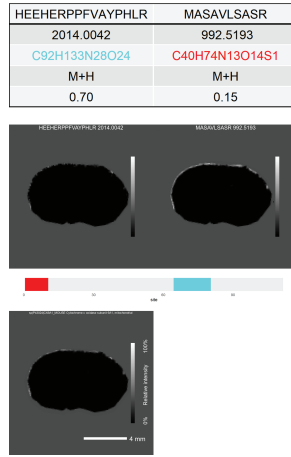 HEEHERPPFVAYPHLR MASAVLSASR
2014.0042 992.5193
C92H133N28O24 C40H74N13O14S1
M+H M+H
0.70 0.15
HEEHERPPFVAYPHLR 2014.0042 MASAVLSASR 992.5193
0%
Relative intensity
100%
4 mm